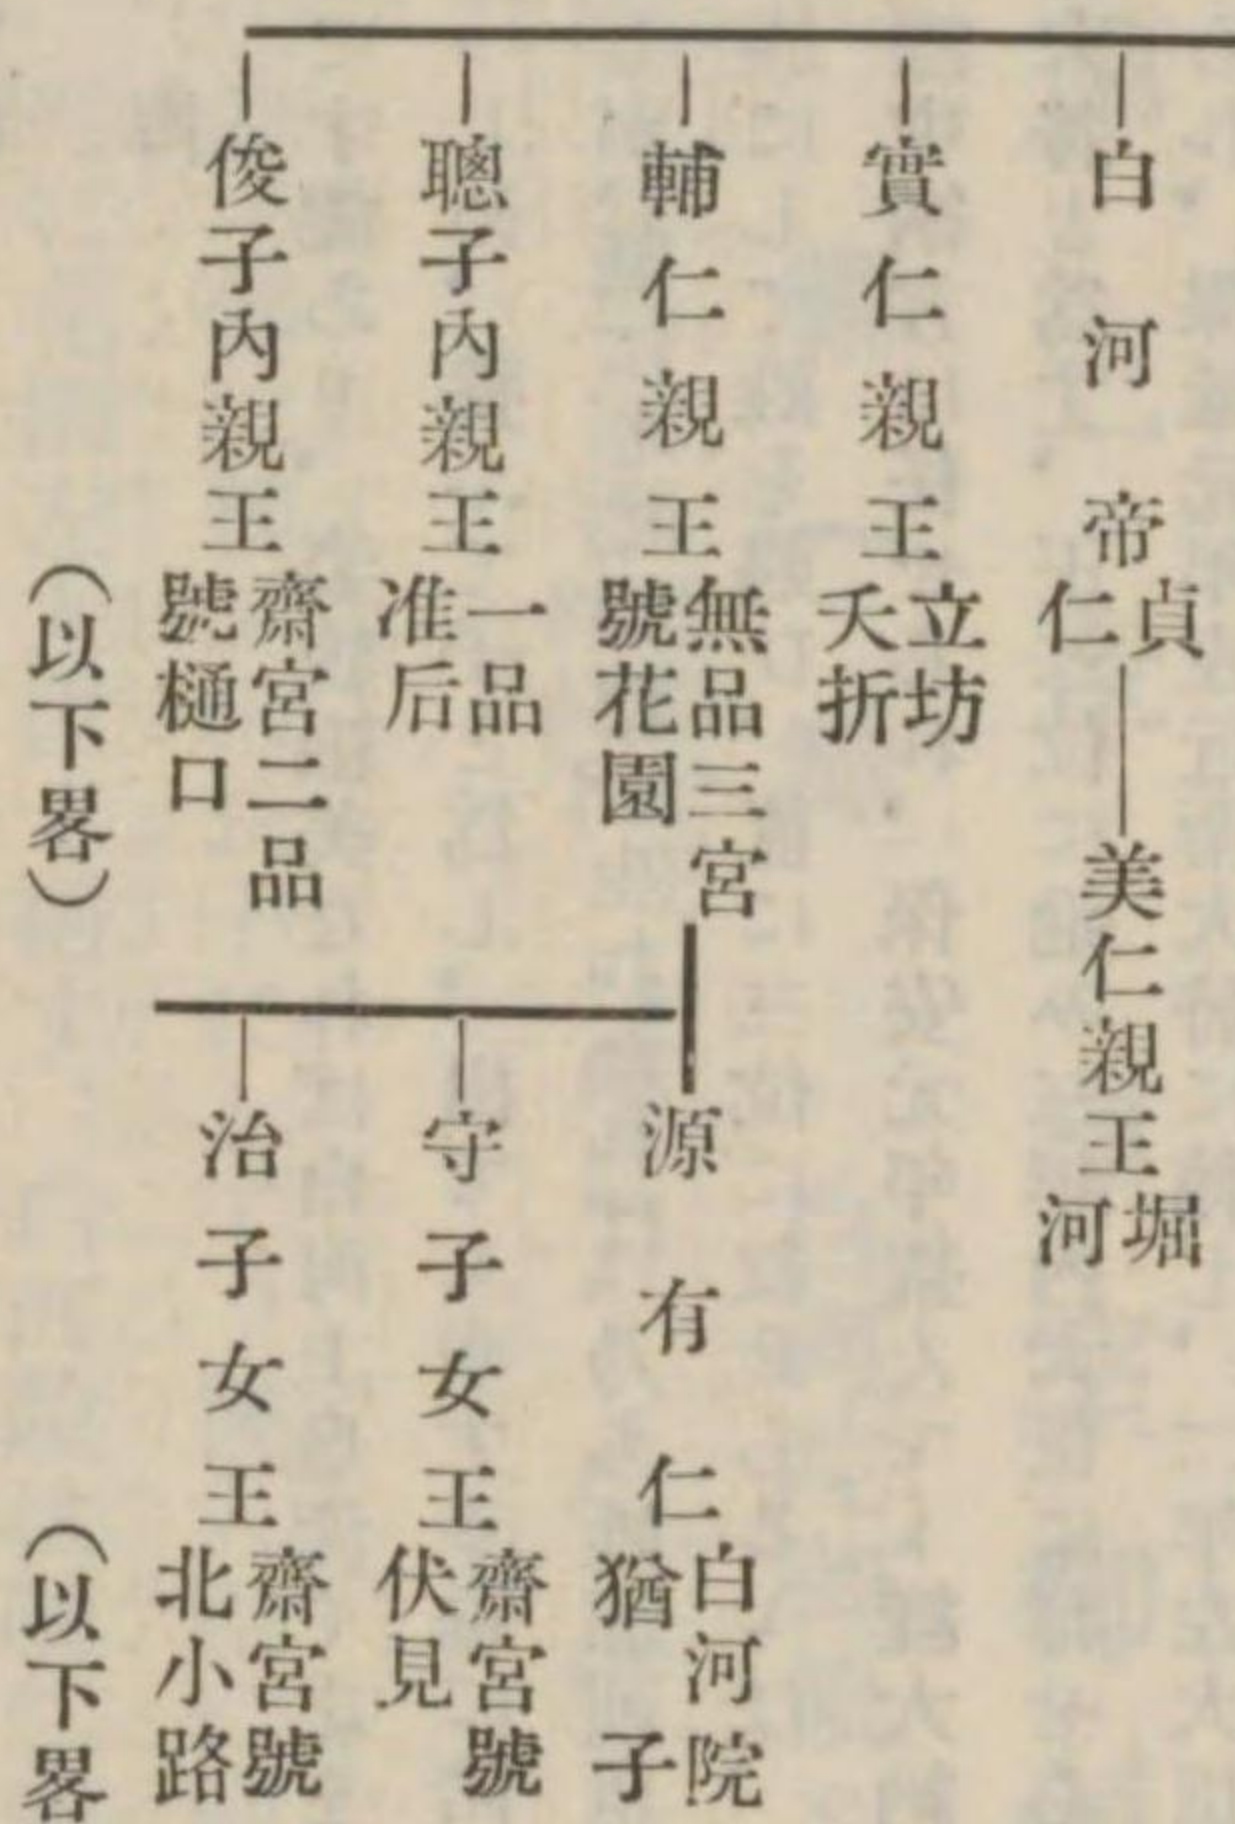 白河帝
貞仁
美仁親王
堀河
實仁親王
立坊
夭折
輔仁親王
無品三宮
號花園
源有仁
白河院
猶子
聰子內親王
一品
准后
守子女王
齋宮號
伏見
俊子內親王
齋宮二品
號樋口
治子女王
齋宮號
北小路
(以下畧)
(以下畧